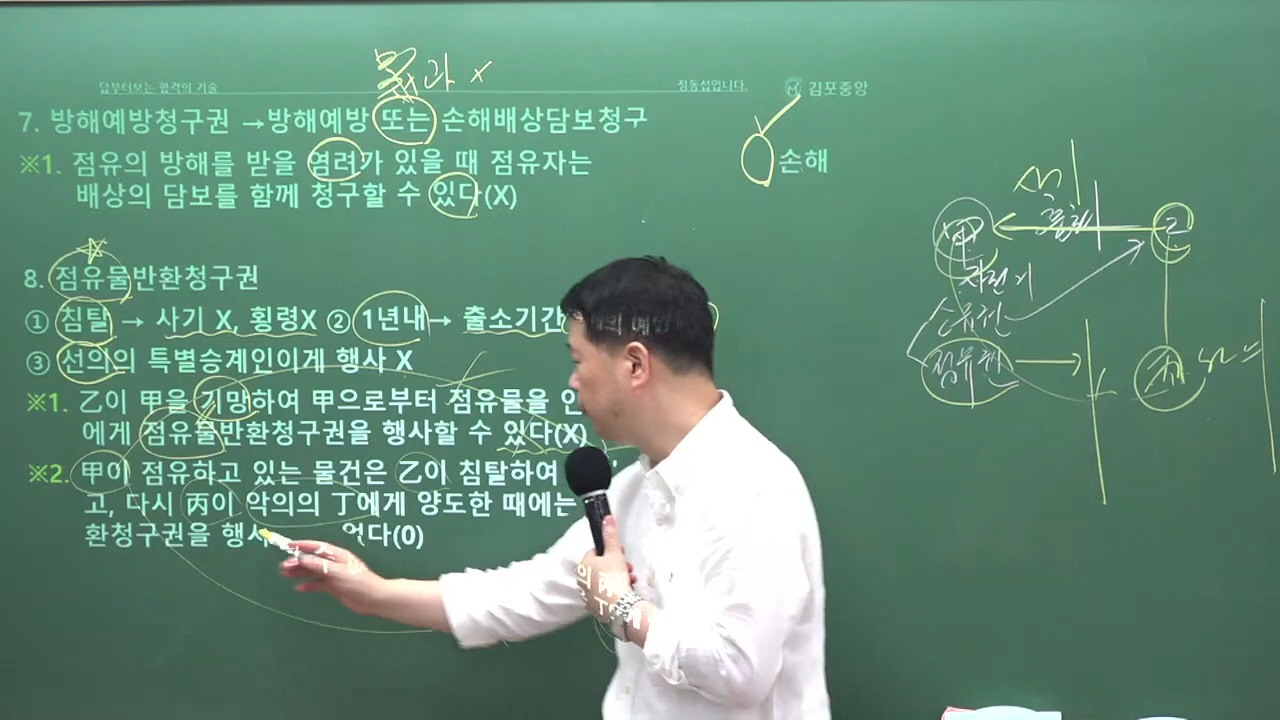 과 x
답부터보는 합격의 기술
정동섭입니다.
김포중앙
7. 방해예방청구권 →방해예방 또는 손해배상담보청구
※1. 점유의 방해를 받을 염려가 있을 때 점유자는
배상의 담보를 함께 청구할 수 있다(X)
손해
8. 점유물반환청구권
① 침탈 → 사기 X, 횡령X ② 1년내→ 출소기간
③ 선의의 특별승계인이게 행사 X
※1. 乙이 甲을 기망하여 甲으로부터 점유물을
에게 점유물반환청구권을 행사할 수 있다(X)
※2. 甲이 점유하고 있는 물건은 乙이 침탈하여
고, 다시 丙이 악의의 丁에게 양도한 때에는
환청구권을 행사 없다(0)
甲
乙
자전거
소유권
점유권